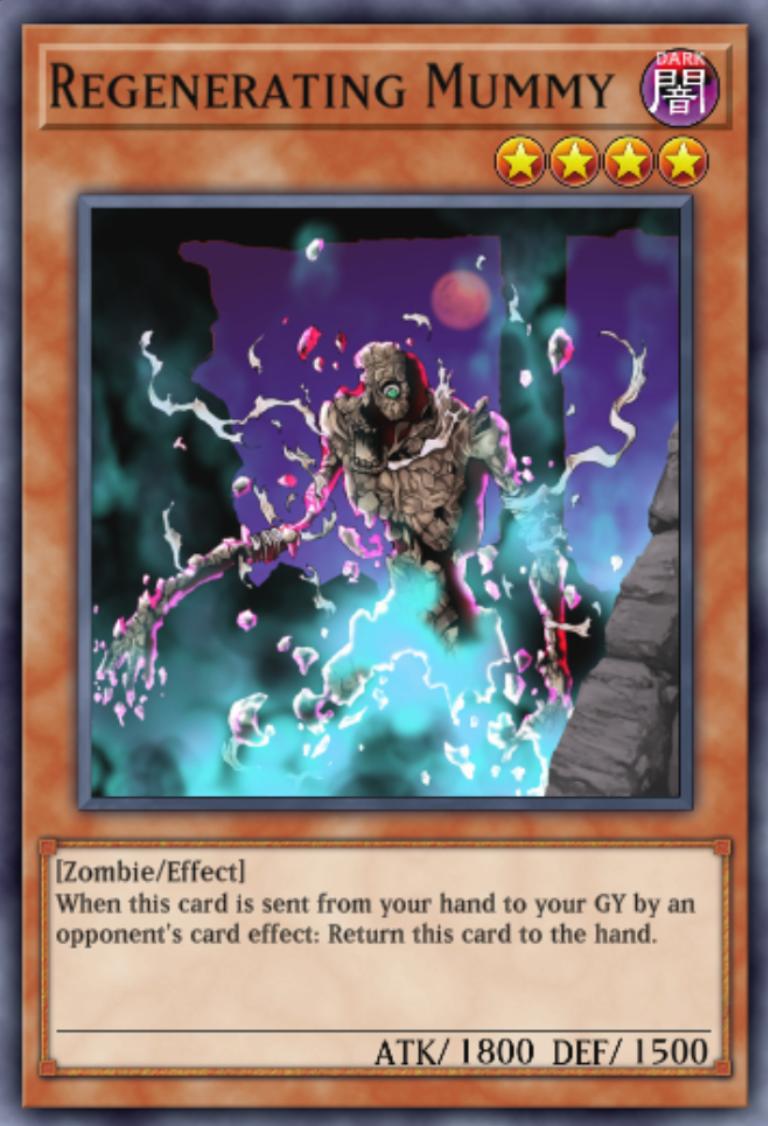 REGENERATING MUMMY
DARK
闇
[Zombie/Effect]
When this card is sent from your hand to your GY by an
opponent's card effect: Return this card to the hand.
ATK/ 1800 DEF/ 1500